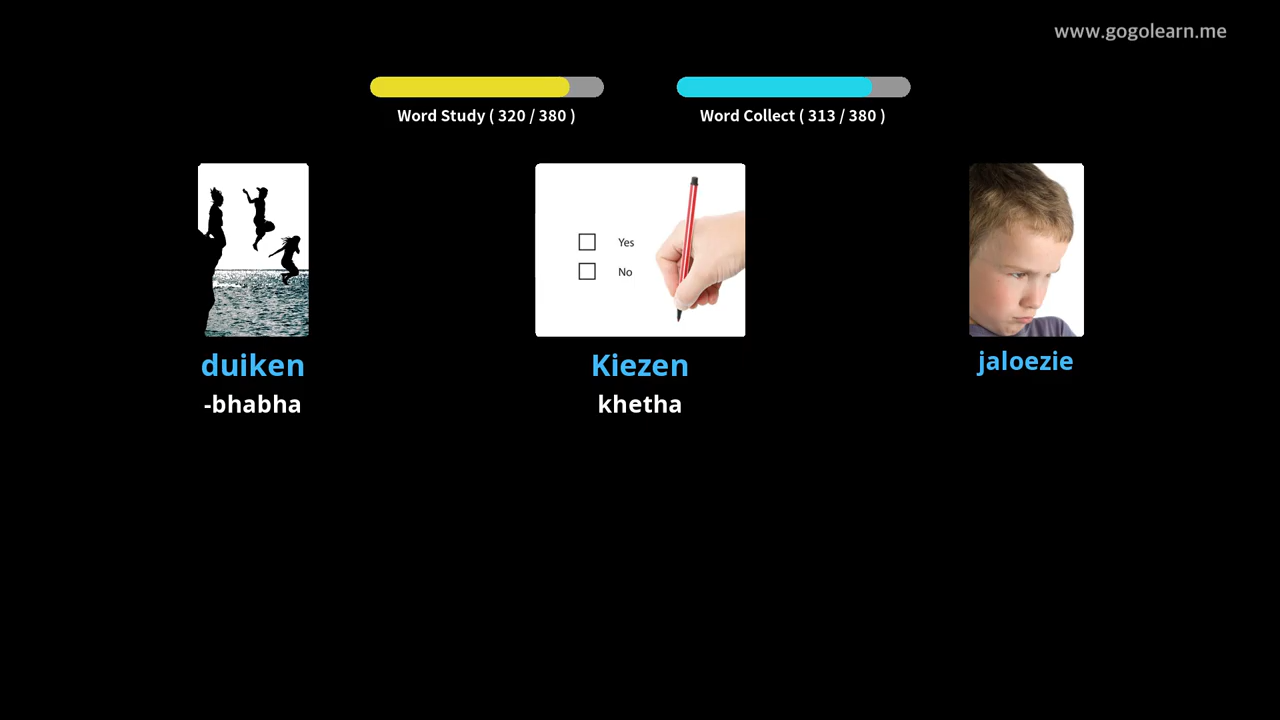 www.gogolearn.me
Word Study ( 320 / 380 )
Word Collect ( 313 / 380 )
Yes
No
duiken
-bhabha
Kiezen
khetha
jaloezie